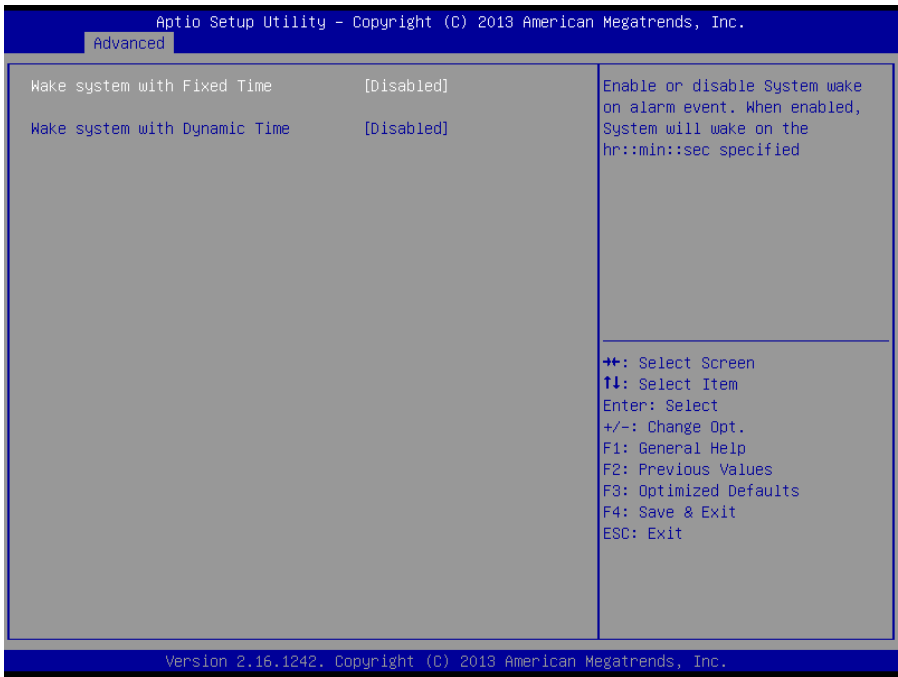 Aptio Setup Utility – Copyright (C) 2013 American Megatrends, Inc.
Advanced
Wake system with Fixed Time [Disabled]
Wake system with Dynamic Time [Disabled]
Enable or disable System wake
on alarm event. When enabled,
System will wake on the
hr::min::sec specified
→←: Select Screen
↑↓: Select Item
Enter: Select
+/-: Change Opt.
F1: General Help
F2: Previous Values
F3: Optimized Defaults
F4: Save & Exit
ESC: Exit
Version 2.16.1242. Copyright (C) 2013 American Megatrends, Inc.